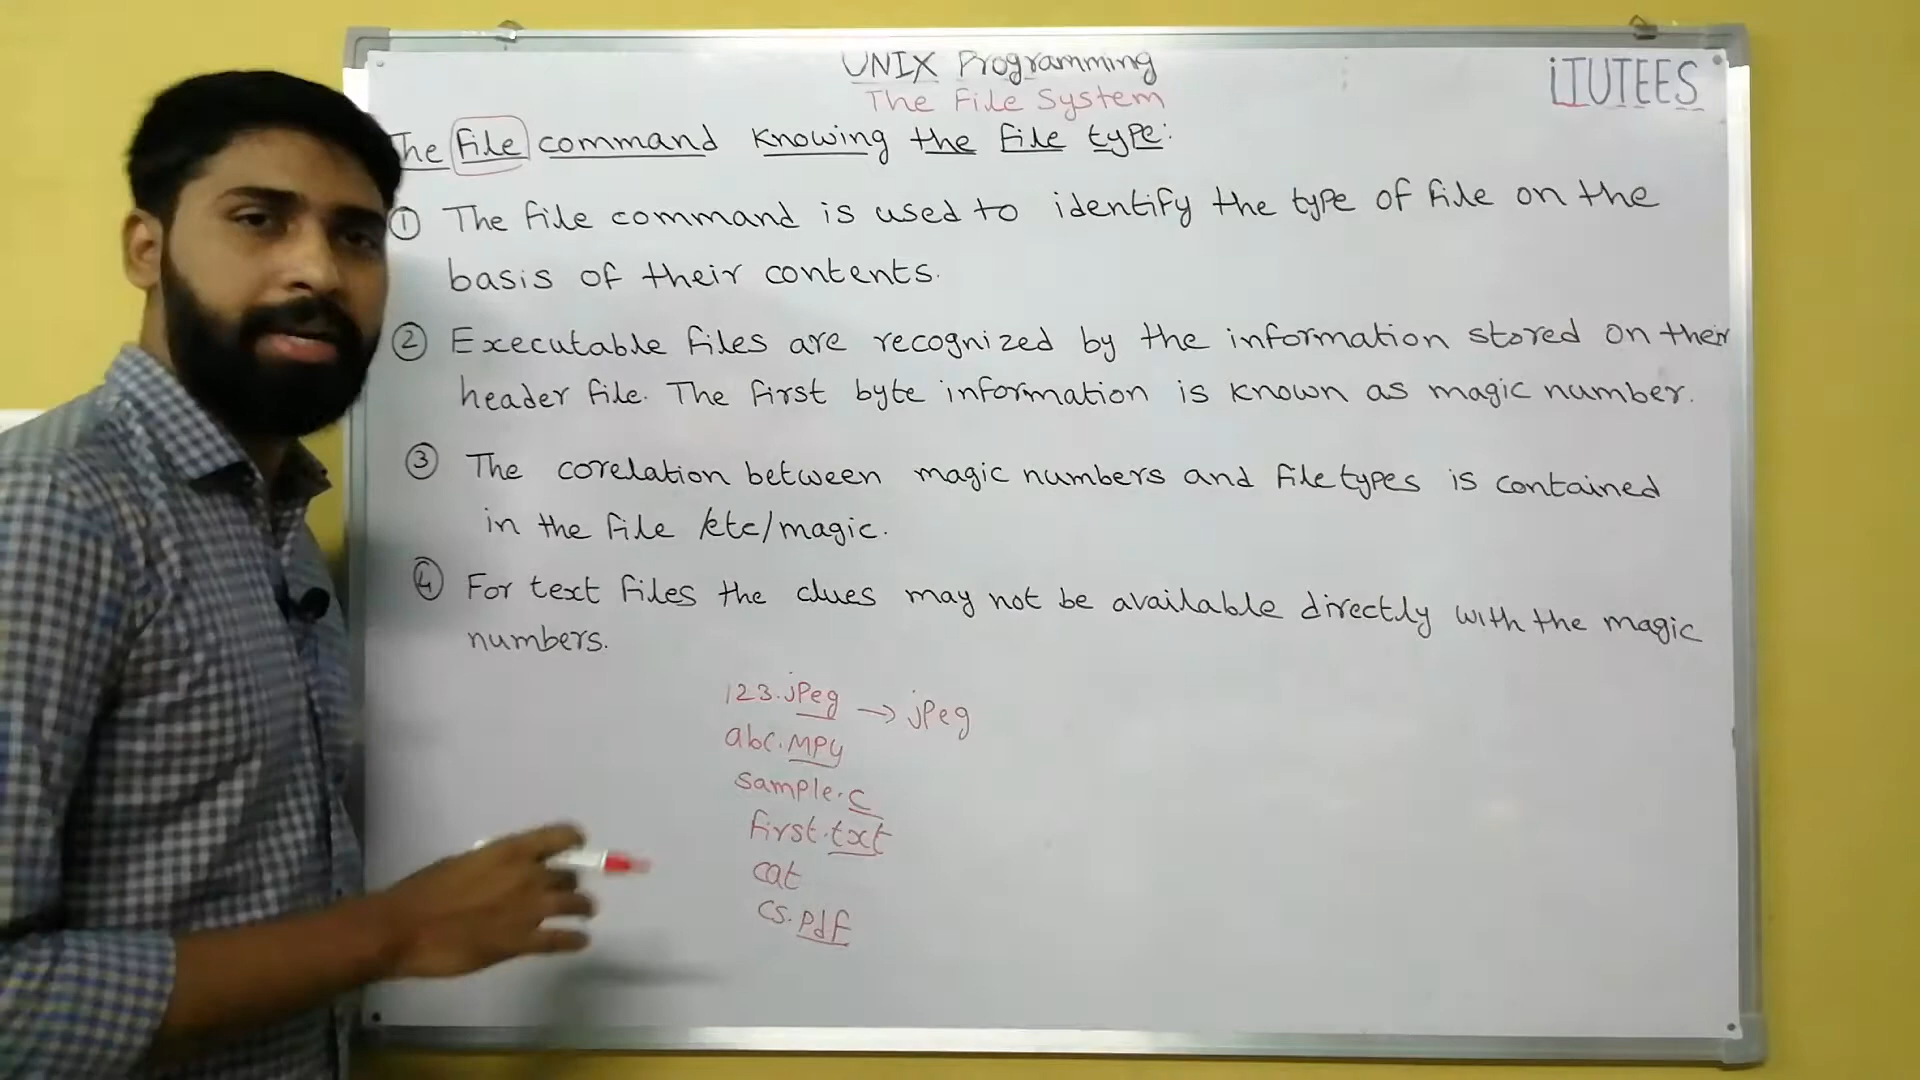 UNIX Programming
iTUTEES
The File System
The file command knowing the file type:
① The file command is used to identify the type of file on the
basis of their contents.
② Executable files are recognized by the information stored on their
header file. The first byte information is known as magic number.
③ The corelation between magic numbers and file types is contained
in the file /etc/magic.
④ For text files the clues may not be available directly with the magic
numbers.
123.jpeg → jpeg
abc.MP4
sample.c
first.txt
cat
cs.pdf